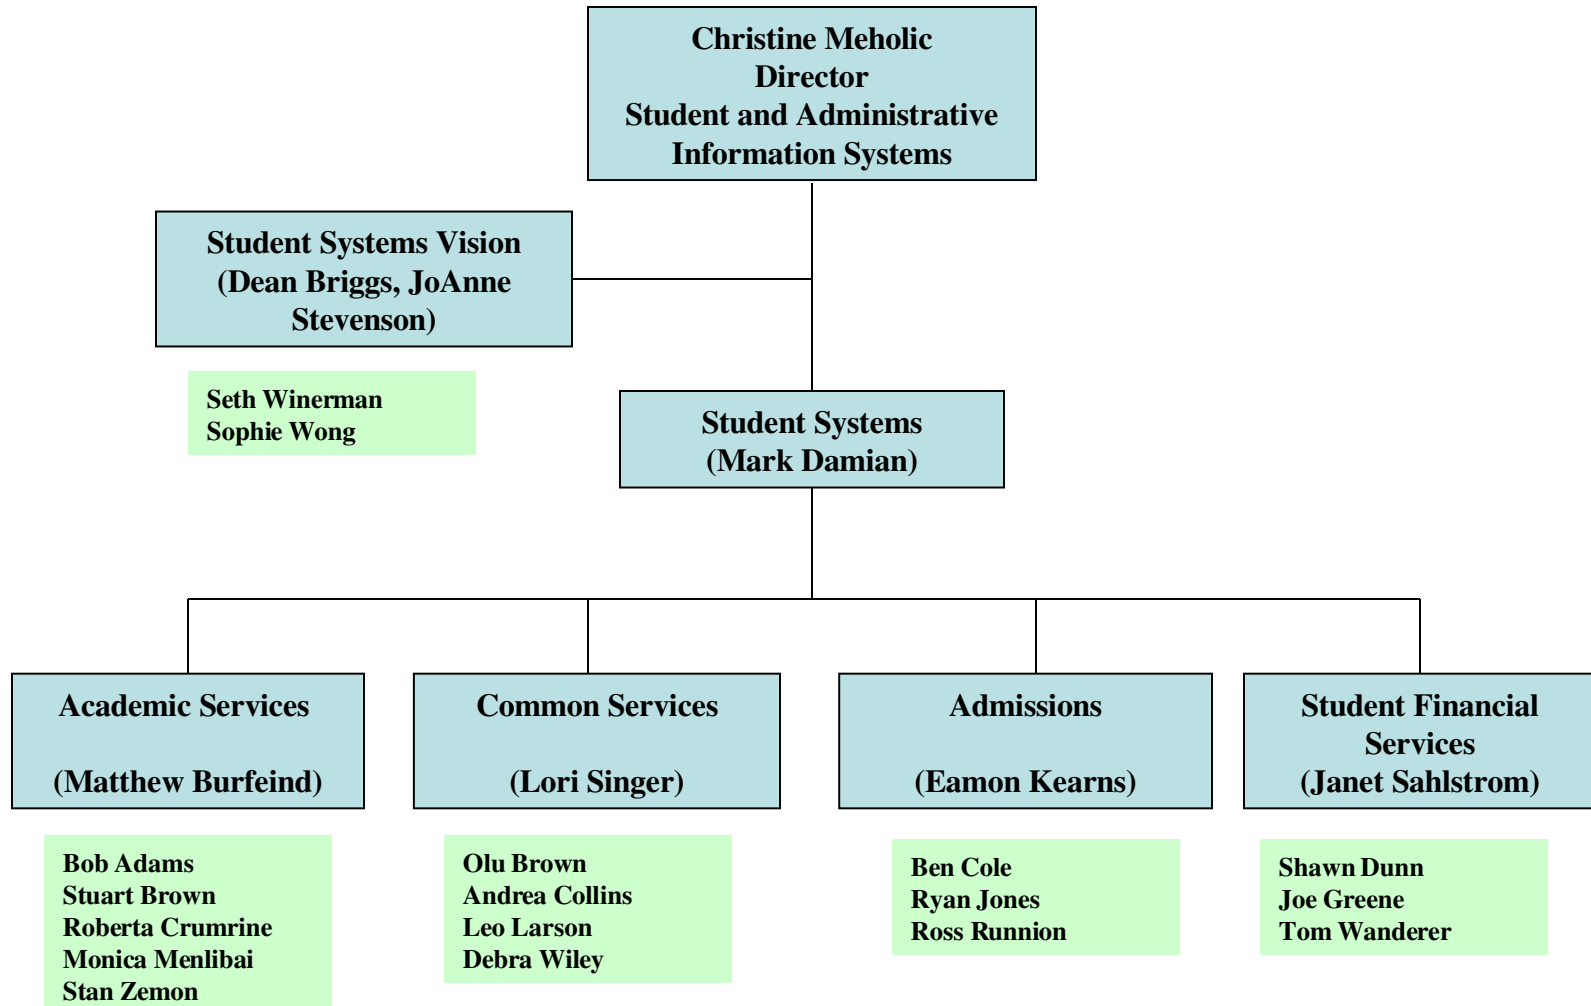 Christine Meholic
Director
Student and Administrative
Information Systems
Student Systems Vision
(Dean Briggs, JoAnne
Stevenson)
Seth Winerman
Sophie Wong
Student Systems
(Mark Damian)
Academic Services
(Matthew Burfeind)
Bob Adams
Stuart Brown
Roberta Crumrine
Monica Menlibai
Stan Zemon
Common Services
(Lori Singer)
Olu Brown
Andrea Collins
Leo Larson
Debra Wiley
Admissions
(Eamon Kearns)
Ben Cole
Ryan Jones
Ross Runnion
Student Financial
Services
(Janet Sahlstrom)
Shawn Dunn
Joe Greene
Tom Wanderer